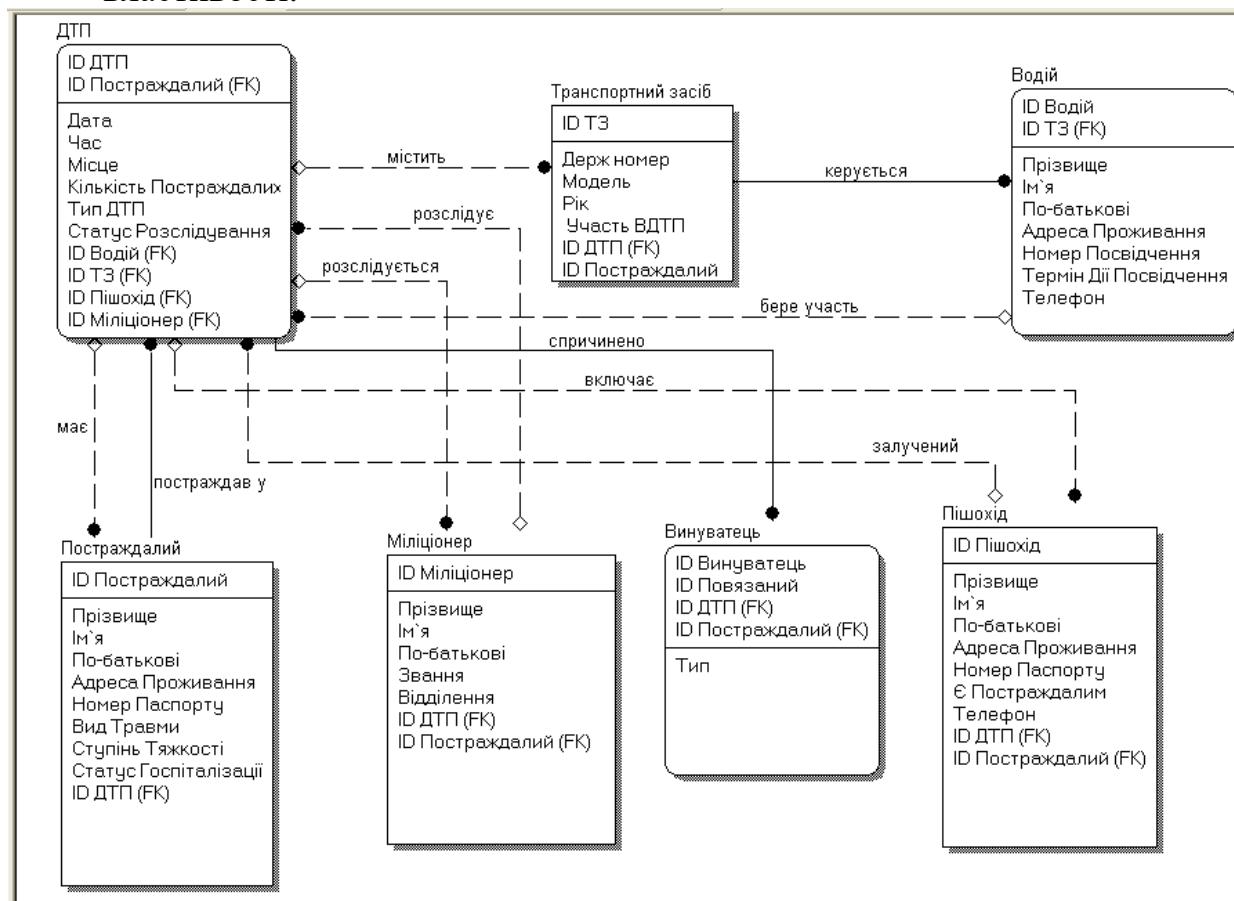 ДТП
ID ДТП
ID Постраждалий (FK)
Дата
Час
Місце
Кількість Постраждалих
Тип ДТП
Статус Розслідування
ID Водій (FK)
ID ТЗ (FK)
ID Пішохід (FK)
ID Міліціонер (FK)
містить
розслідує
розслідується
Транспортний засіб
ID ТЗ
Держ номер
Модель
Рік
Участь ВДТП
ID ДТП (FK)
ID Постраждалий
керується
бере участь
Водій
ID Водій
ID ТЗ (FK)
Прізвище
Ім`я
По-батькові
Адреса Проживання
Номер Посвідчення
Термін Дії Посвідчення
Телефон
спричинено
включає
має
постраждав у
залучений
Постраждалий
ID Постраждалий
Прізвище
Ім`я
По-батькові
Адреса Проживання
Номер Паспорту
Вид Травми
Ступінь Тяжкості
Статус Госпіталізації
ID ДТП (FK)
Міліціонер
ID Міліціонер
Прізвище
Ім`я
По-батькові
Звання
Відділення
ID ДТП (FK)
ID Постраждалий (FK)
Винуватець
ID Винуватець
ID Повязаний
ID ДТП (FK)
ID Постраждалий (FK)
Тип
Пішохід
ID Пішохід
Прізвище
Ім`я
По-батькові
Адреса Проживання
Номер Паспорту
Є Постраждалим
Телефон
ID ДТП (FK)
ID Постраждалий (FK)